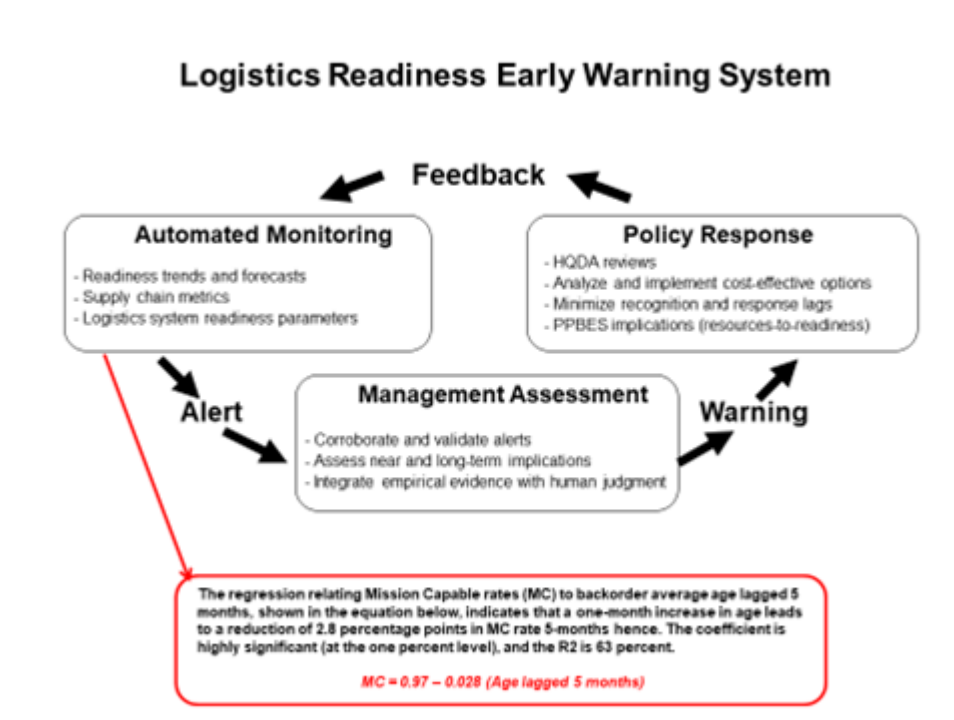 Logistics Readiness Early Warning System
Feedback
Automated Monitoring
- Readiness trends and forecasts
- Supply chain metrics
- Logistics system readiness parameters
Policy Response
- HQDA reviews
- Analyze and implement cost-effective options
- Minimize recognition and response lags
- PPBES implications (resources-to-readiness)
Alert
Management Assessment
- Corroborate and validate alerts
- Assess near and long-term implications
- Integrate empirical evidence with human judgment
Warning
The regression relating Mission Capable rates (MC) to backorder average age lagged 5
months, shown in the equation below, indicates that a one-month increase in age leads
to a reduction of 2.8 percentage points in MC rate 5-months hence. The coefficient is
highly significant (at the one percent level), and the R2 is 63 percent.
MC = 0.97 – 0.028 (Age lagged 5 months)